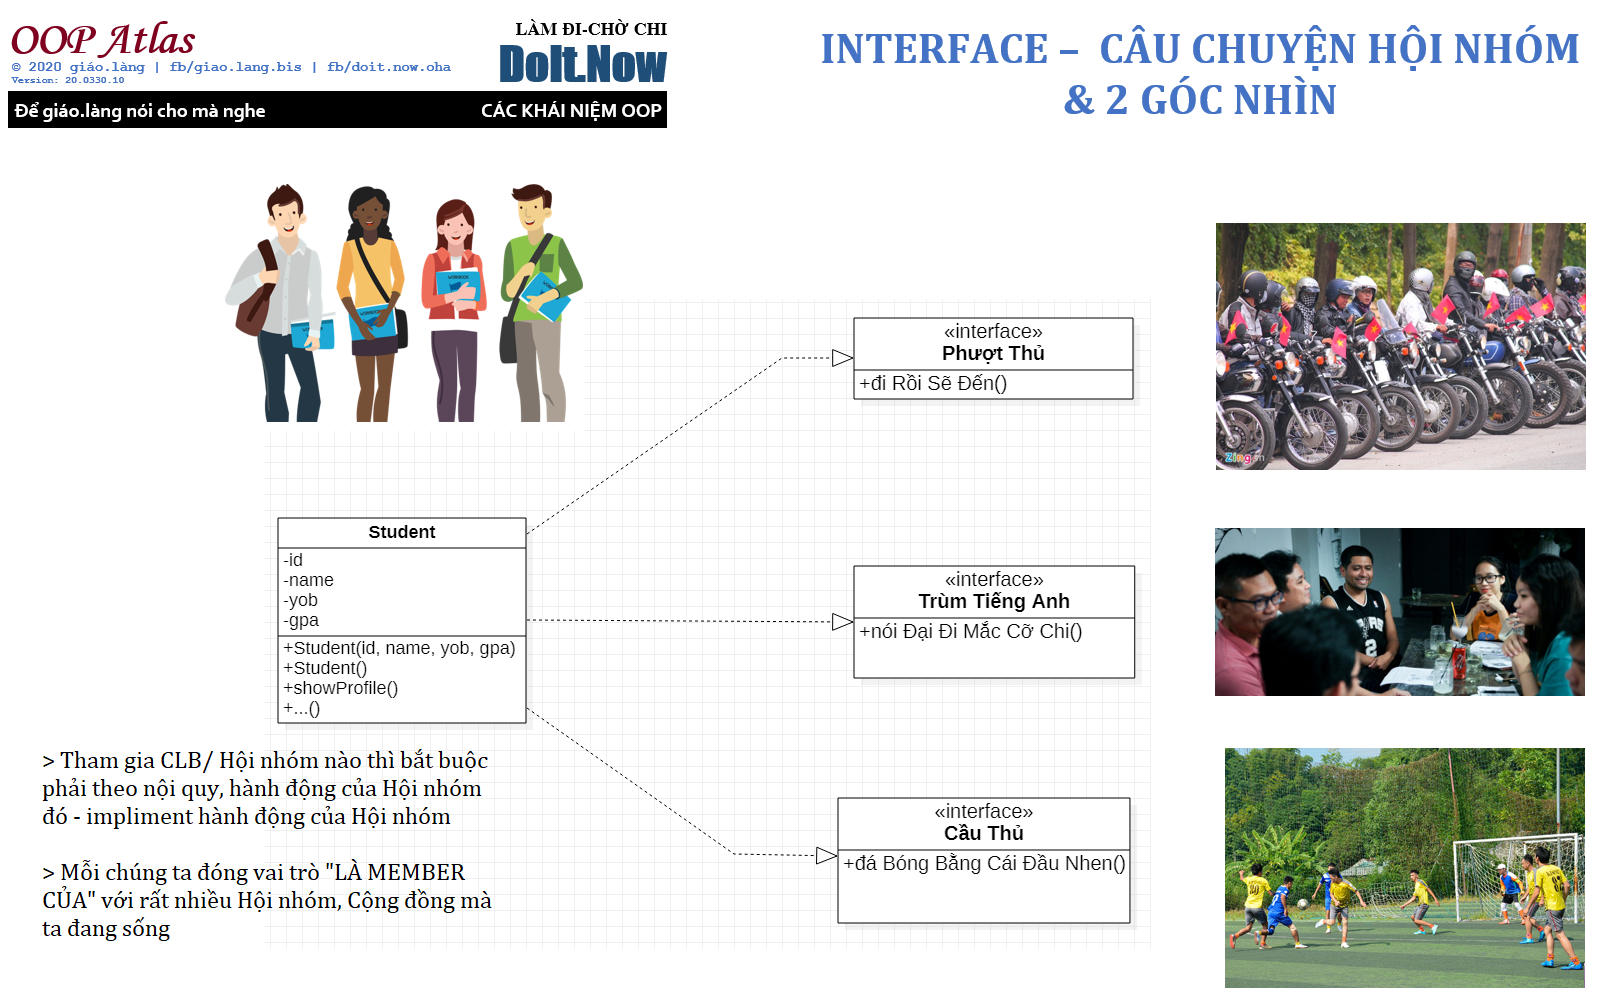 OOP Atlas
© 2020 giáo.làng | fb/giao.lang.bis | fb/doit.now.oha
Version: 20.0330.10
LÀM ĐI-CHỜ CHI
DoIt.Now
Để giáo.làng nói cho mà nghe
CÁC KHÁI NIỆM OOP
INTERFACE – CÂU CHUYỆN HỘI NHÓM
& 2 GÓC NHÌN
WORKBOOK
WORKBOOK
WORKBOOK
WORKBOOK
«interface»
Phượt Thủ
+đi Rồi Sẽ Đến()
Zing.vn
Student
-id
-name
-yob
-gpa
+Student(id, name, yob, gpa)
+Student()
+showProfile()
+...()
«interface»
Trùm Tiếng Anh
+nói Đại Đi Mắc Cỡ Chi()
2
«interface»
Cầu Thủ
+đá Bóng Bằng Cái Đầu Nhen()
> Tham gia CLB/ Hội nhóm nào thì bắt buộc
phải theo nội quy, hành động của Hội nhóm
đó - impliment hành động của Hội nhóm
> Mỗi chúng ta đóng vai trò "LÀ MEMBER
CỦA" với rất nhiều Hội nhóm, Cộng đồng mà
ta đang sống